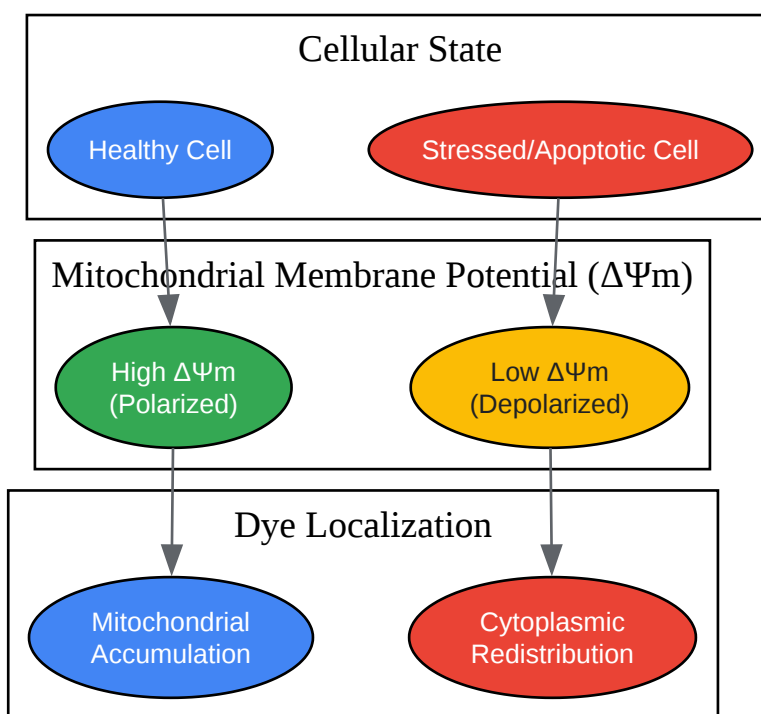 Cellular State
Healthy Cell
Stressed/Apoptotic Cell
Mitochondrial Membrane Potential (ΔΨm)
High ΔΨm
(Polarized)
Low ΔΨm
(Depolarized)
Dye Localization
Mitochondrial
Accumulation
Cytoplasmic
Redistribution